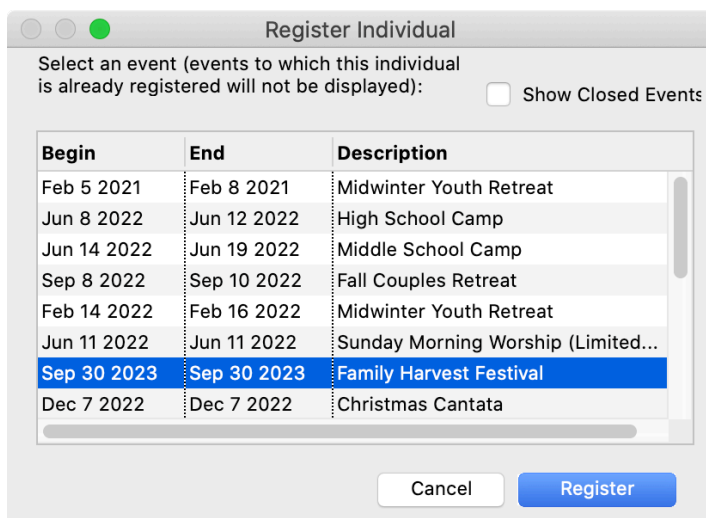 Register Individual
Select an event (events to which this individual
is already registered will not be displayed):
Show Closed Events
Begin End Description
Feb 5 2021 Feb 8 2021 Midwinter Youth Retreat
Jun 8 2022 Jun 12 2022 High School Camp
Jun 14 2022 Jun 19 2022 Middle School Camp
Sep 8 2022 Sep 10 2022 Fall Couples Retreat
Feb 14 2022 Feb 16 2022 Midwinter Youth Retreat
Jun 11 2022 Jun 11 2022 Sunday Morning Worship (Limited...
Sep 30 2023 Sep 30 2023 Family Harvest Festival
Dec 7 2022 Dec 7 2022 Christmas Cantata
Cancel Register